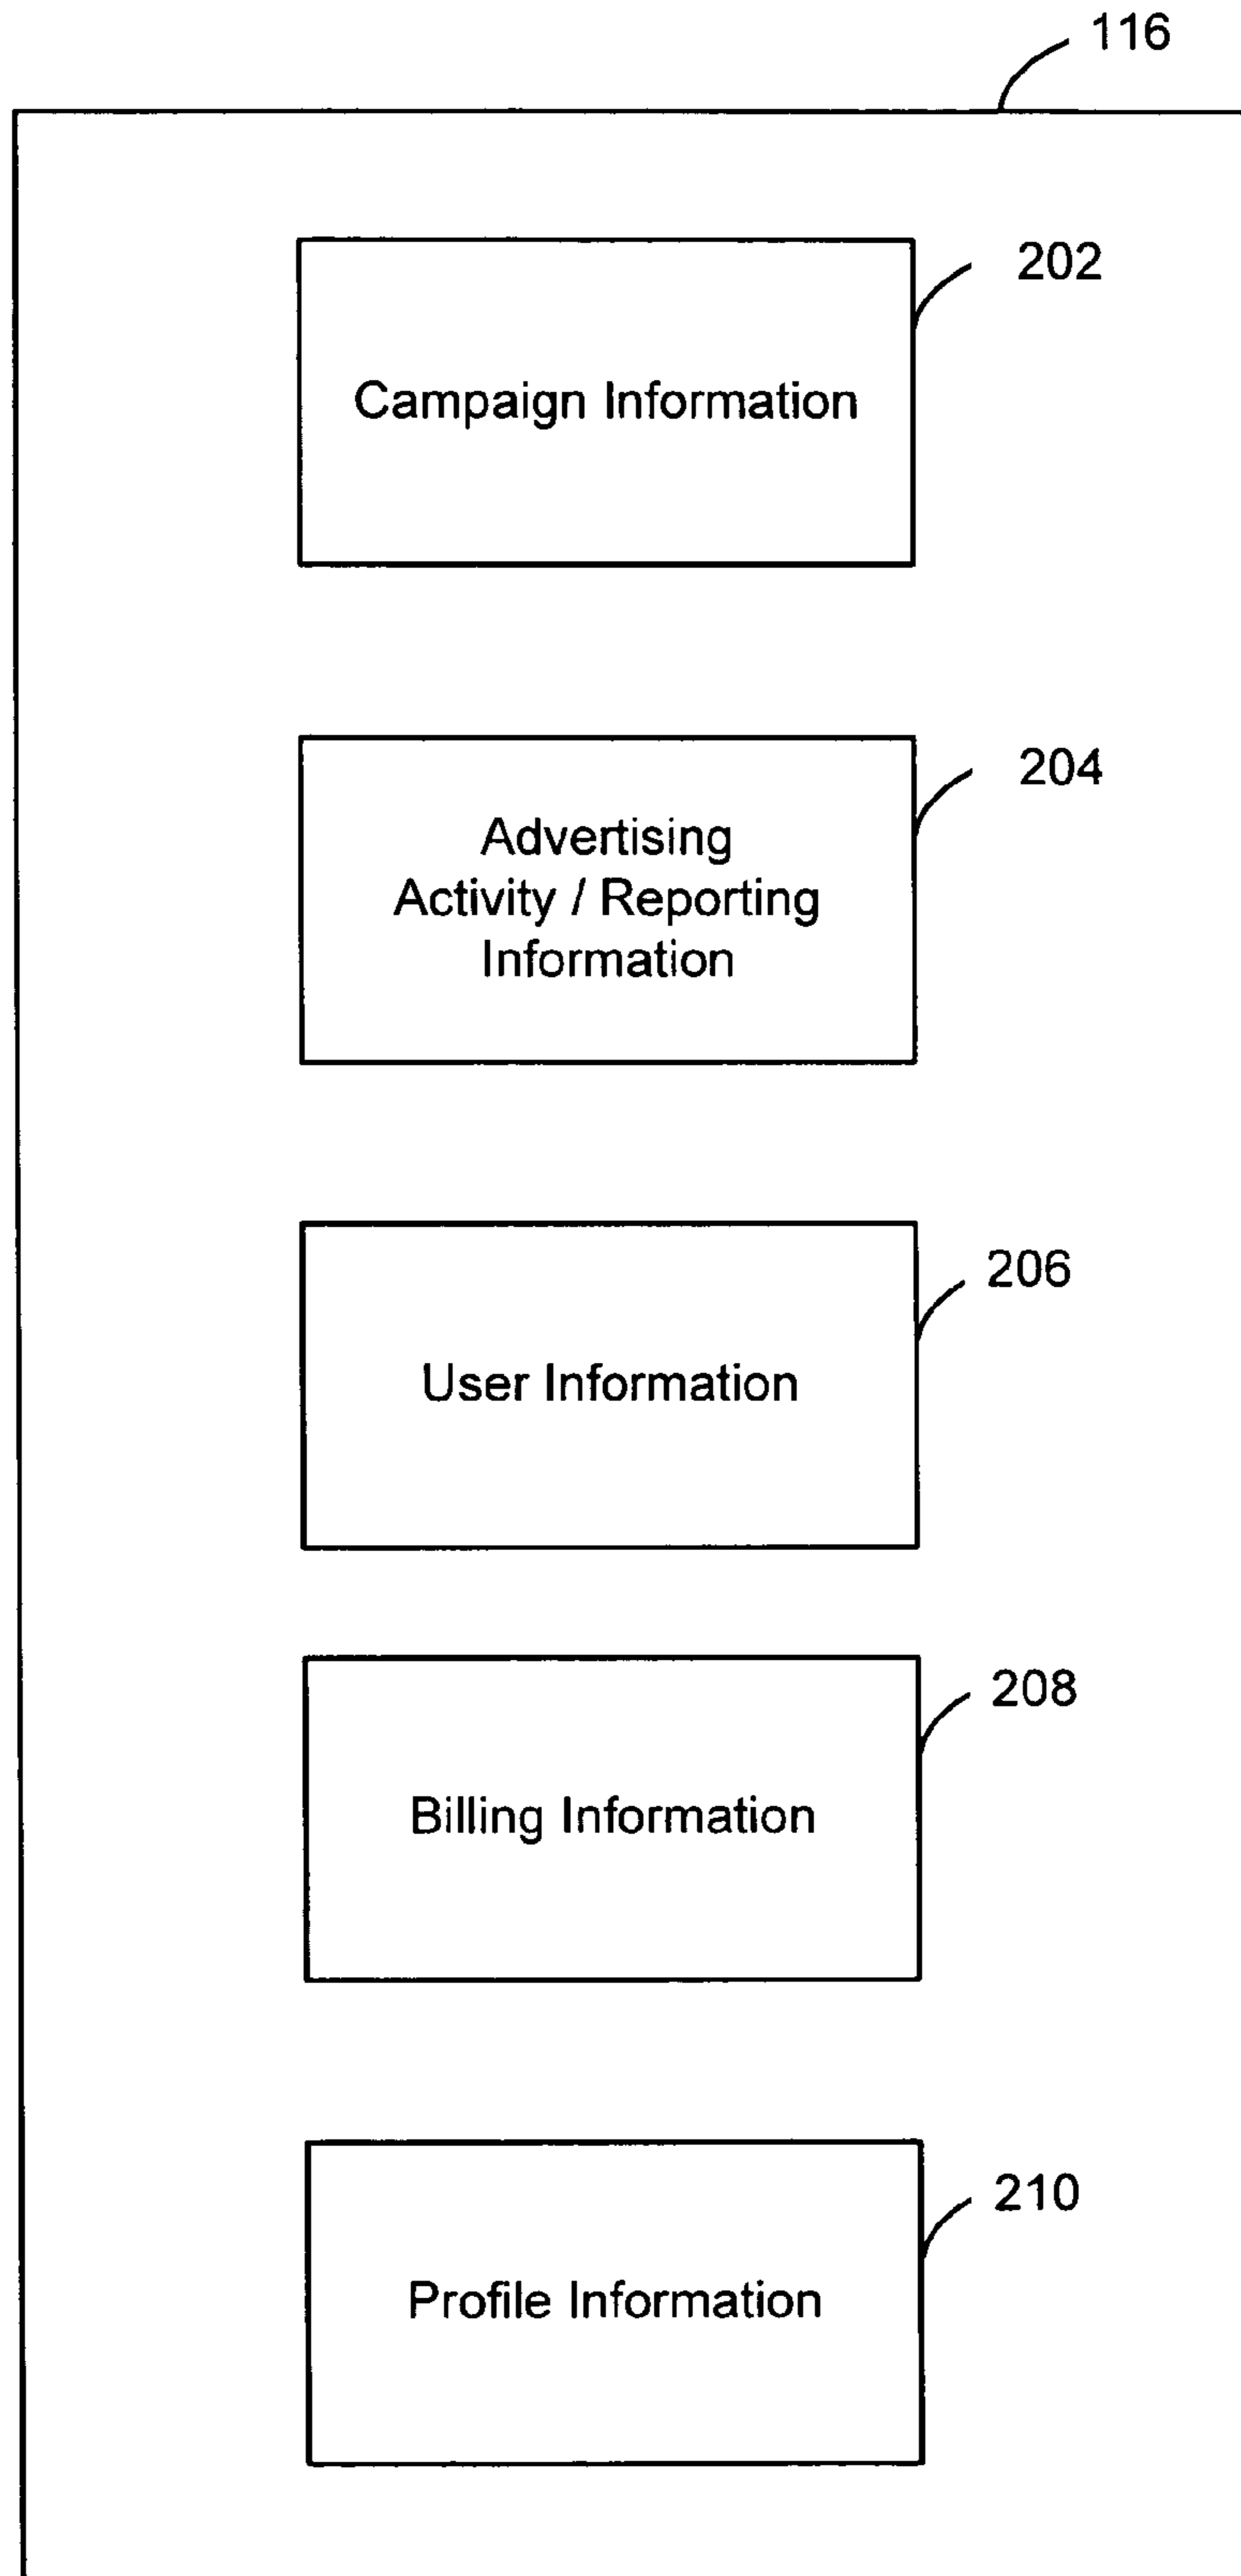 116
202
Campaign Information
204
Advertising
Activity / Reporting
Information
206
User Information
208
Billing Information
210
Profile Information